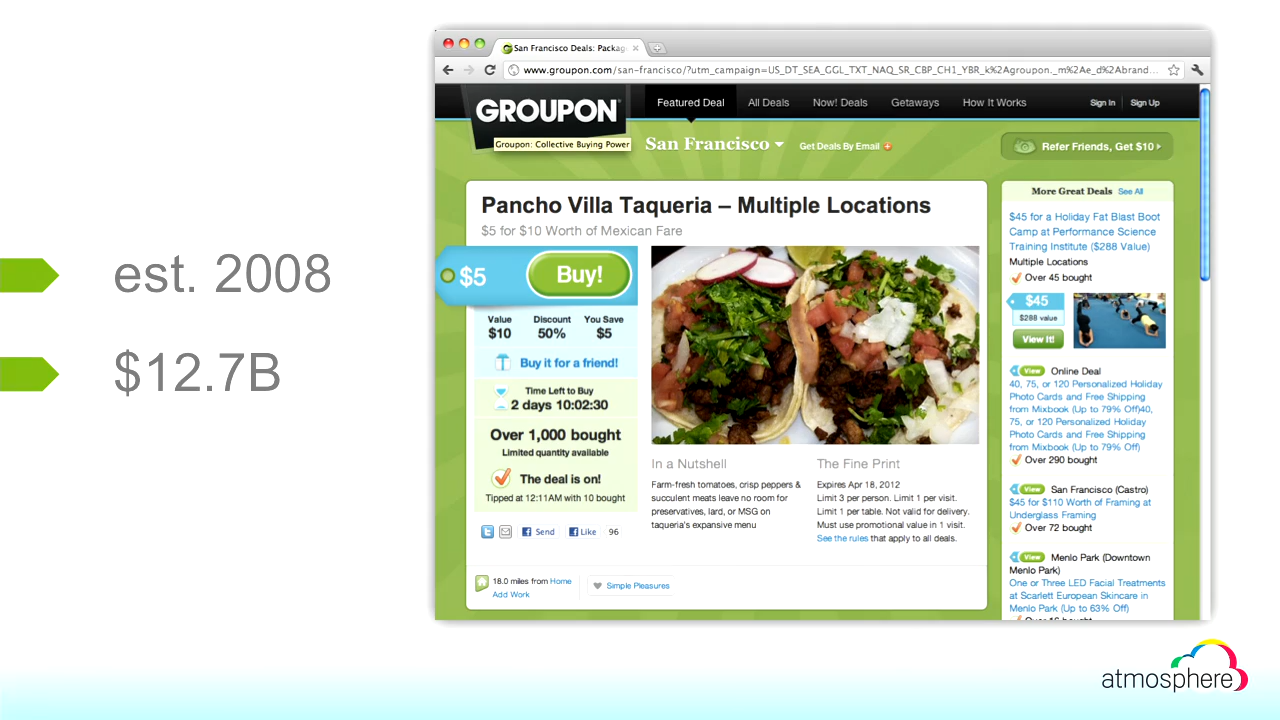 est. 2008
$12.7B
San Francisco Deals: Packag
www.groupon.com/san-francisco/?utm_campaign=US_DT_SEA_GGL_TXT_NAQ_SR_CBP_CH1_YBR_k%2Agroupon._m%2Ae_d%2Abrand...
GROUPON
Groupon: Collective Buying Power
Featured Deal All Deals Now! Deals Getaways How It Works Sign In Sign Up
San Francisco Get Deals By Email
Refer Friends, Get $10
Pancho Villa Taqueria – Multiple Locations
$5 for $10 Worth of Mexican Fare
$5 Buy!
Value Discount You Save
$10 50% $5
Buy it for a friend!
Time Left to Buy
2 days 10:02:30
Over 1,000 bought
Limited quantity available
The deal is on!
Tipped at 12:11AM with 10 bought
Send Like 96
In a Nutshell
Farm-fresh tomatoes, crisp peppers &
succulent meats leave no room for
preservatives, lard, or MSG on
taqueria's expansive menu
The Fine Print
Expires Apr 18, 2012
Limit 3 per person. Limit 1 per visit.
Limit 1 per table. Not valid for delivery.
Must use promotional value in 1 visit.
See the rules that apply to all deals.
18.0 miles from Home
Add Work
Simple Pleasures
More Great Deals See All
$45 for a Holiday Fat Blast Boot
Camp at Performance Science
Training Institute ($288 Value)
Multiple Locations
Over 45 bought
$45
$288 value
View It!
View Online Deal
40, 75, or 120 Personalized Holiday
Photo Cards and Free Shipping
from Mixbook (Up to 79% Off)40,
75, or 120 Personalized Holiday
Photo Cards and Free Shipping
from Mixbook (Up to 79% Off)
Over 290 bought
View San Francisco (Castro)
$45 for $110 Worth of Framing at
Underglass Framing
Over 72 bought
View Menlo Park (Downtown
Menlo Park)
One or Three LED Facial Treatments
at Scarlett European Skincare in
Menlo Park (Up to 63% Off)
atmosphere